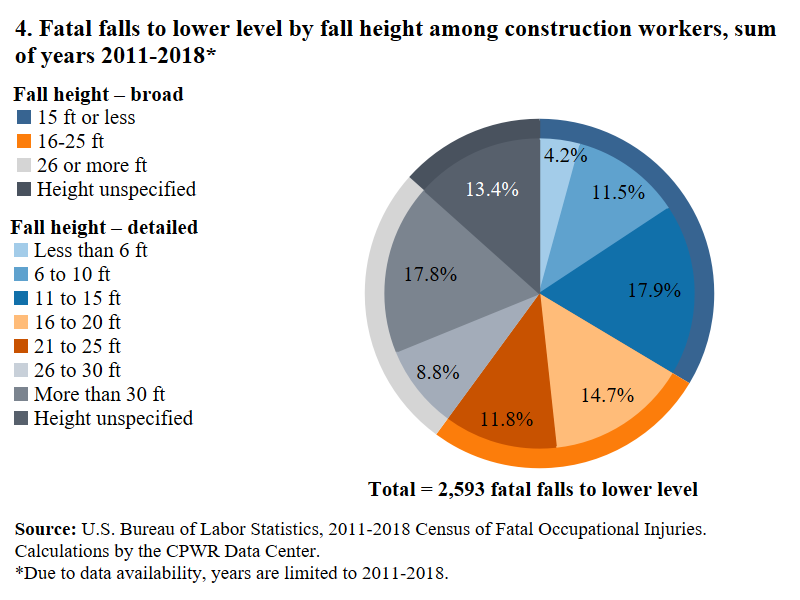 4. Fatal falls to lower level by fall height among construction workers, sum
of years 2011-2018*
Fall height – broad
15 ft or less
16-25 ft
26 or more ft
Height unspecified
Fall height – detailed
Less than 6 ft
6 to 10 ft
11 to 15 ft
16 to 20 ft
21 to 25 ft
26 to 30 ft
More than 30 ft
Height unspecified
4.2%
11.5%
17.9%
14.7%
11.8%
8.8%
17.8%
13.4%
Total = 2,593 fatal falls to lower level
Source: U.S. Bureau of Labor Statistics, 2011-2018 Census of Fatal Occupational Injuries.
Calculations by the CPWR Data Center.
*Due to data availability, years are limited to 2011-2018.